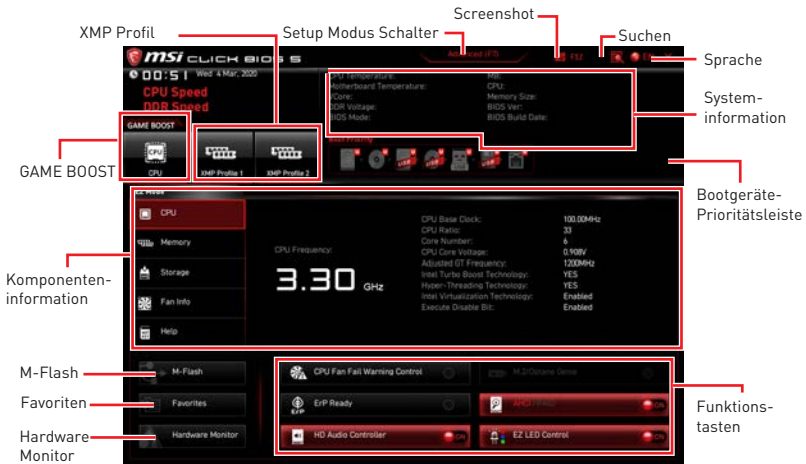 Screenshot
XMP Profil
Setup Modus Schalter
Suchen
msi CLICK BIOS 5
Advanced (F7)
F12
En
Sprache
00:51 Wed 4 Mar, 2020
CPU Speed
DDR Speed
CPU Temperature:
Motherboard Temperature:
VCore:
DDR Voltage:
BIOS Mode:
MB:
CPU:
Memory Size:
BIOS Ver:
BIOS Build Date:
System-
information
GAME BOOST
CPU
XMP Profile 1
XMP Profile 2
Boot Priority
GAME BOOST
Bootgeräte-
Prioritätsleiste
EZ Mode
CPU
Memory
Storage
Fan Info
Help
CPU Frequency:
3.30 GHz
CPU Base Clock: 100.00MHz
CPU Ratio: 33
Core Number: 6
CPU Core Voltage: 0.908V
Adjusted GT Frequency: 1200MHz
Intel Turbo Boost Technology: YES
Hyper-Threading Technology: YES
Intel Virtualization Technology: Enabled
Execute Disable Bit: Enabled
Komponenten-
information
M-Flash
M-Flash
Favoriten
Favorites
Hardware
Monitor
Hardware Monitor
CPU Fan Fail Warning Control
M.2/Optane Genie
ErP
ErP Ready
AHCI / RAID
ON
HD Audio Controller
ON
EZ LED Control
ON
Funktions-
tasten